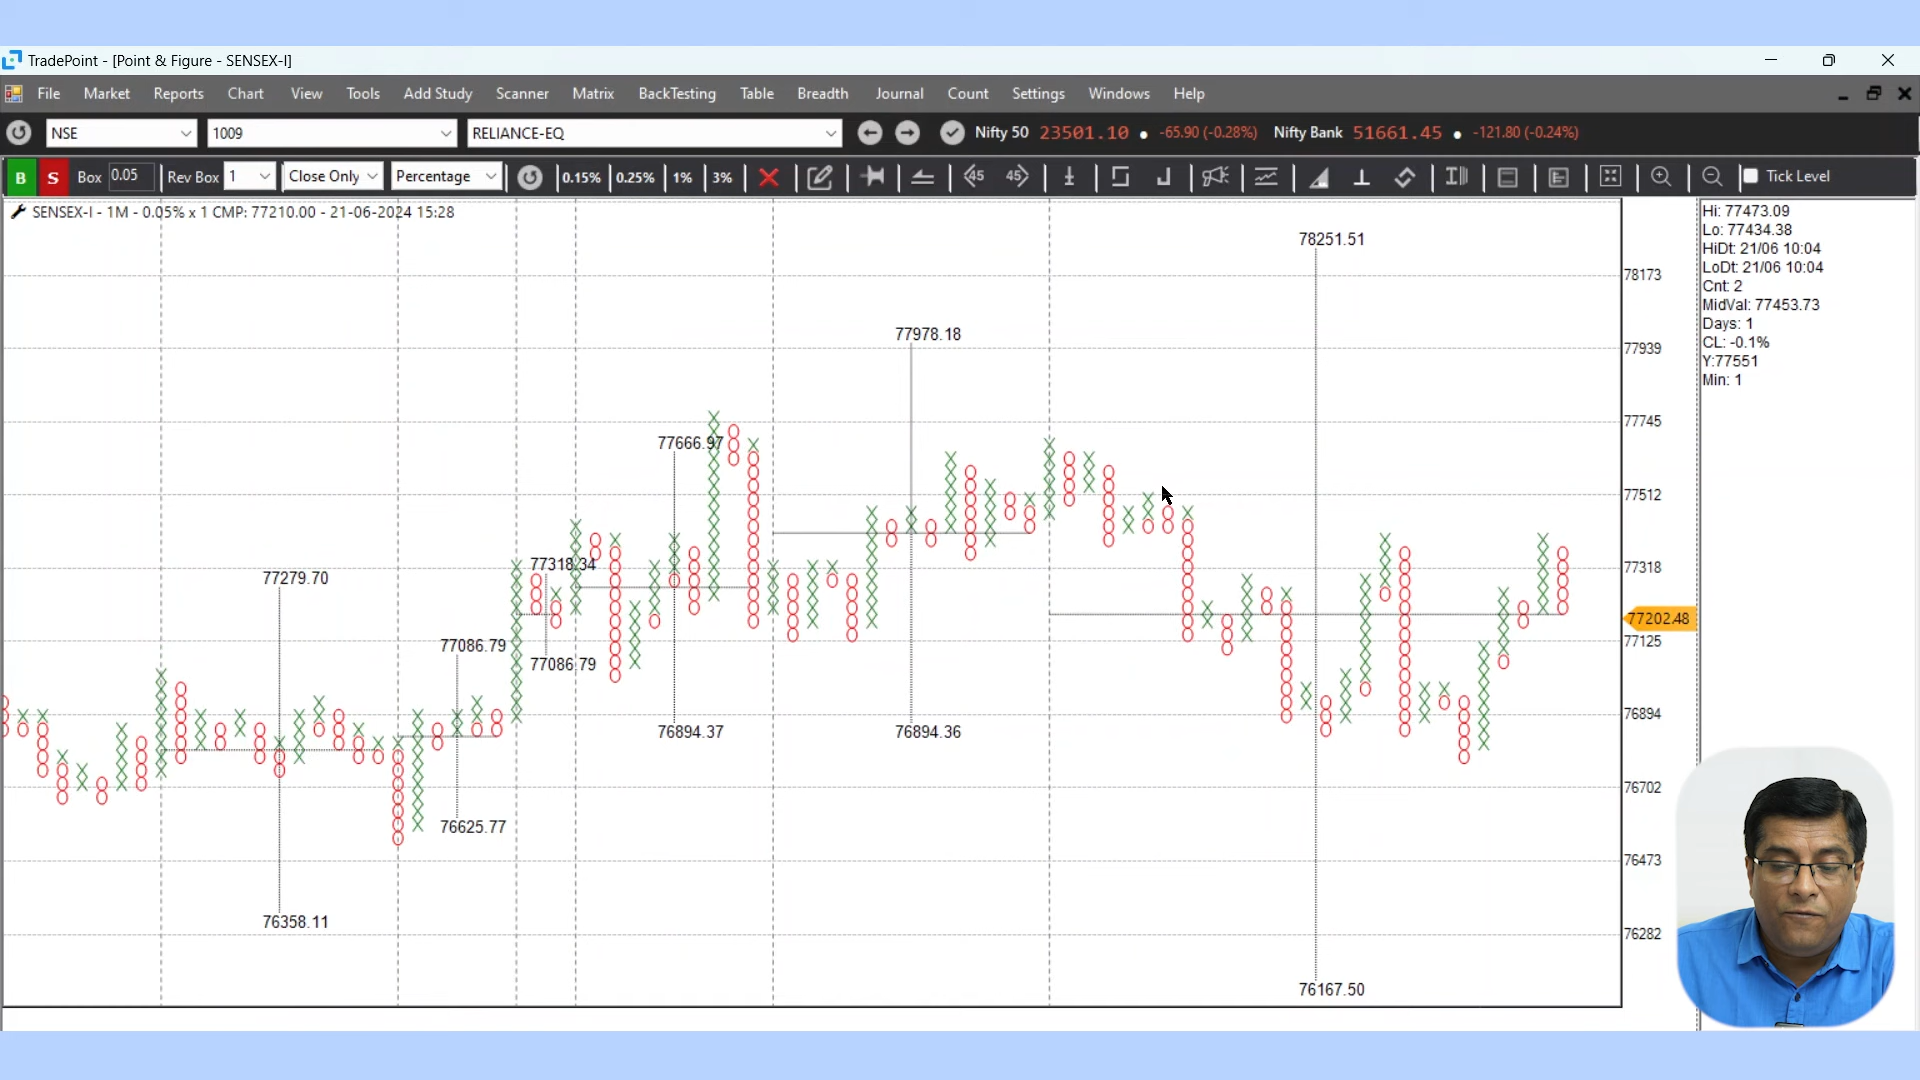 TradePoint - [Point & Figure - SENSEX-I]
File Market Reports Chart View Tools Add Study Scanner Matrix BackTesting Table Breadth Journal Count Settings Windows Help
NSE 1009 RELIANCE-EQ Nifty 50 23501.10 -65.90 (-0.28%) Nifty Bank 51661.45 -121.80 (-0.24%)
B S Box 0.05 Rev Box 1 Close Only Percentage 0.15% 0.25% 1% 3% 45 45 Tick Level
SENSEX-I - 1M - 0.05% x 1 CMP: 77210.00 - 21-06-2024 15:28
Hi: 77473.09
Lo: 77434.38
HiDt: 21/06 10:04
LoDt: 21/06 10:04
Cnt: 2
MidVal: 77453.73
Days: 1
CL: -0.1%
Y:77551
Min: 1
78251.51
78173
77978.18
77939
77745
77666.97
77512
77318.34
77318
77279.70
77202.48
77125
77086.79
77086.79
76894
76894.37
76894.36
76702
76625.77
76473
76358.11
76282
76167.50